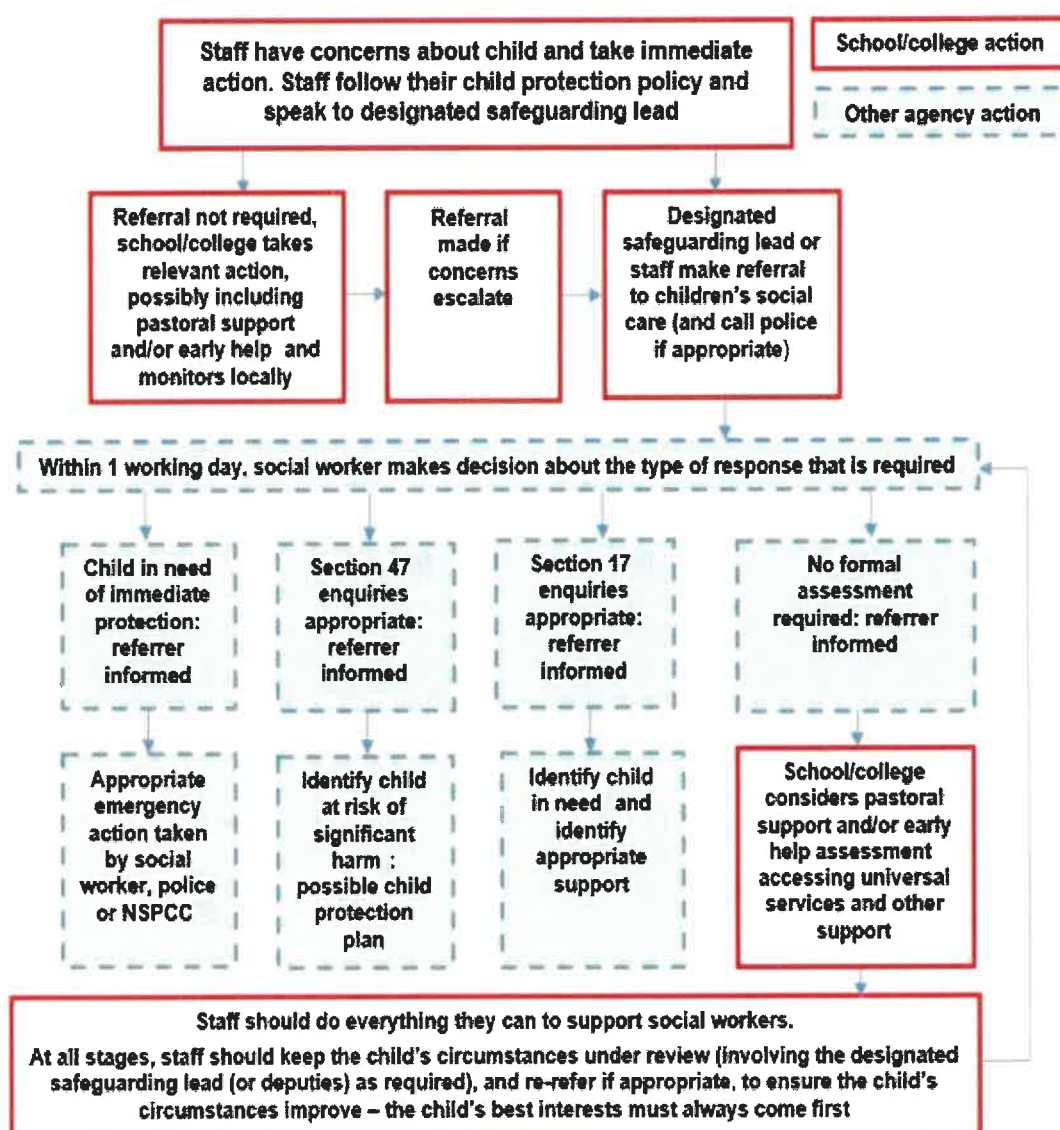 Staff have concerns about child and take immediate
action. Staff follow their child protection policy and
speak to designated safeguarding lead
School/college action
Other agency action
Referral not required,
school/college takes
relevant action,
possibly including
pastoral support
and/or early help and
monitors locally
Referral
made if
concerns
escalate
Designated
safeguarding lead or
staff make referral
to children's social
care (and call police
if appropriate)
Within 1 working day, social worker makes decision about the type of response that is required
Child in need
of immediate
protection:
referrer
informed
Section 47
enquiries
appropriate:
referrer
informed
Section 17
enquiries
appropriate:
referrer
informed
No formal
assessment
required: referrer
informed
Appropriate
emergency
action taken
by social
worker, police
or NSPCC
Identify child
at risk of
significant
harm :
possible child
protection
plan
Identify child
in need and
identify
appropriate
support
School/college
considers pastoral
support and/or early
help assessment
accessing universal
services and other
support
Staff should do everything they can to support social workers.
At all stages, staff should keep the child's circumstances under review (involving the designated
safeguarding lead (or deputies) as required), and re-refer if appropriate, to ensure the child's
circumstances improve – the child's best interests must always come first